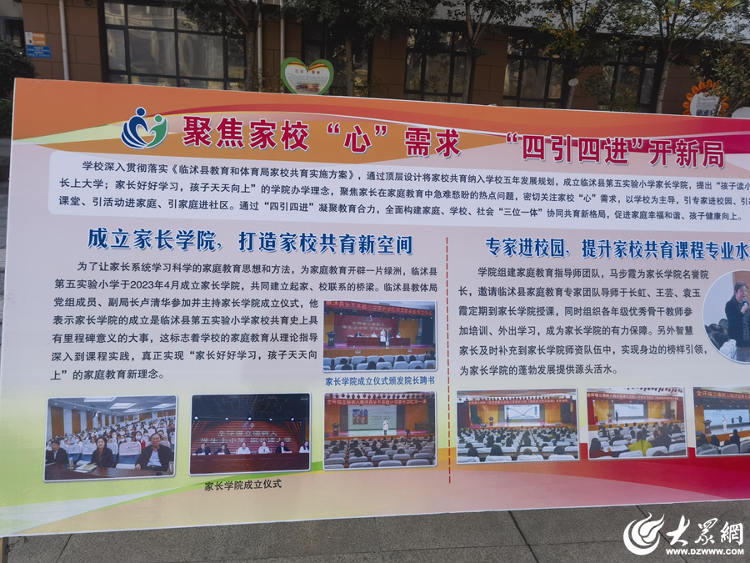 聚焦家校“心”需求 “四引四进”开新局
学校深入贯彻落实《临沭县教育和体育局家校共育实施方案》，通过顶层设计将家校共育纳入学校五年发展规划，成立临沭县第五实验小学家长学院，提出“孩子读小
长上大学；家长好好学习，孩子天天向上”的学院办学理念，聚焦家长在家庭教育中急难愁盼的热点问题，密切关注家校“心”需求，以学校为主导，引专家进校园、引
课堂、引活动进家庭、引家庭进社区。通过“四引四进”凝聚教育合力，全面构建家庭、学校、社会“三位一体”协同共育新格局，促进家庭幸福和谐、孩子健康向上。
成立家长学院，打造家校共育新空间
为了让家长系统学习科学的家庭教育思想和方法，为家庭教育开辟一片绿洲，临沭县
第五实验小学于2023年4月成立家长学院，共同建立起家、校联系的桥梁。临沭县教体局
党组成员、副局长卢清华参加并主持家长学院成立仪式，他
表示家长学院的成立是临沭县第五实验小学家校共育史上具
有里程碑意义的大事，这标志着学校的家庭教育从理论指导
深入到课程实践，真正实现“家长好好学习，孩子天天向
上”的家庭教育新理念。
家长学院成立仪式颁发院长聘书
家长学院成立仪式
专家进校园，提升家校共育课程专业水
学院组建家庭教育指导师团队，马步霞为家长学院名誉院
长，邀请临沭县家庭教育专家团队导师于长虹、王芸、袁玉
霞定期到家长学院授课，同时组织各年级优秀骨干教师参
加培训、外出学习，成为家长学院的有力保障。另外智慧
家长及时补充到家长学院师资队伍中，实现身边的榜样引领，
为家长学院的蓬勃发展提供源头活水。
大众网
www.dzwww.com